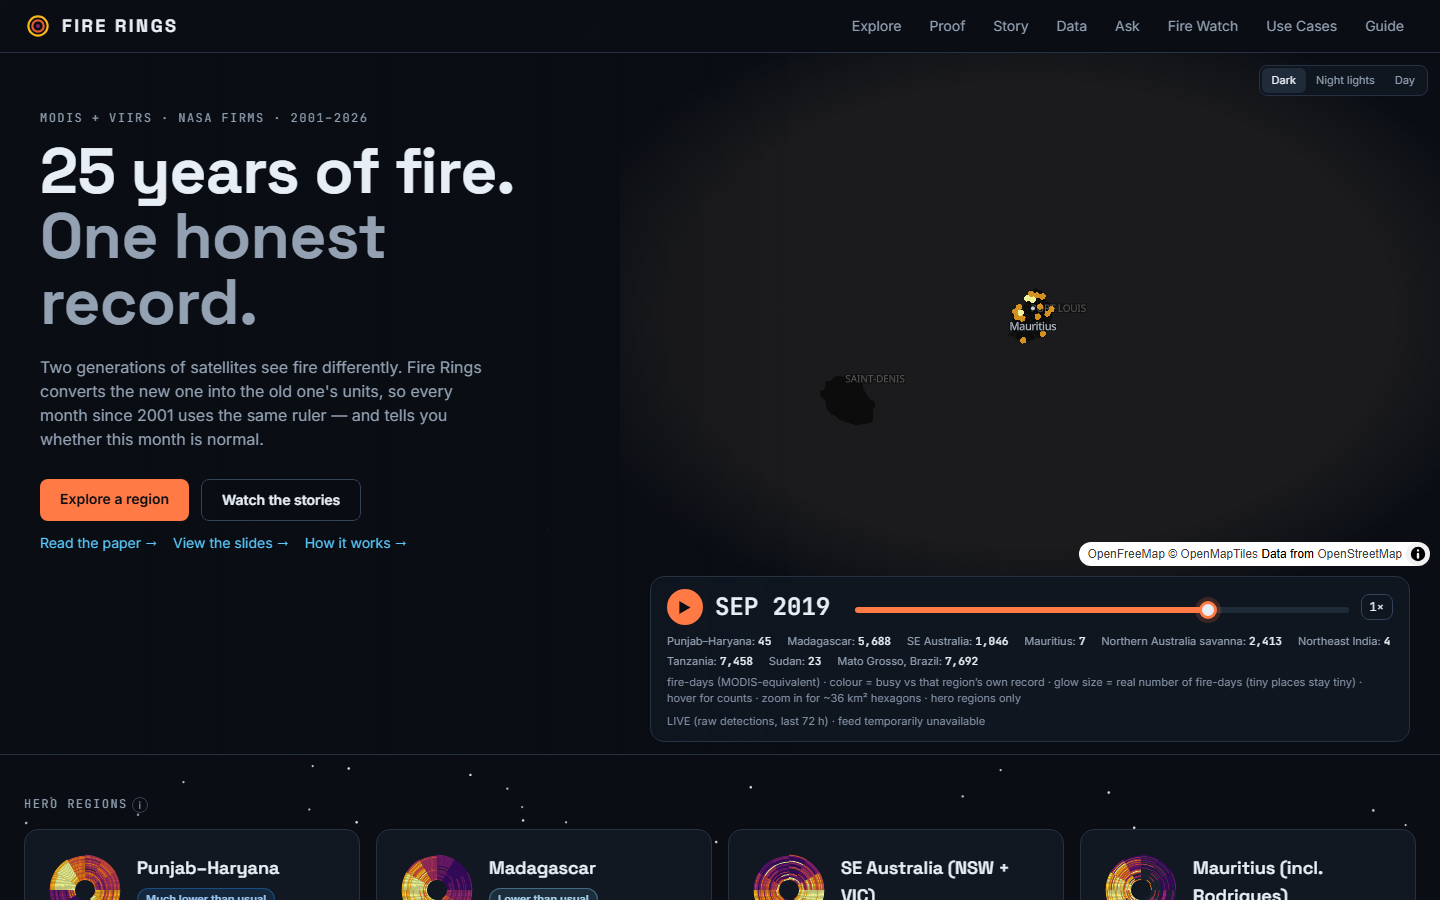 FIRE RINGS
Explore Proof Story Data Ask Fire Watch Use Cases Guide
Dark Night lights Day
MODIS + VIIRS · NASA FIRMS · 2001–2026
25 years of fire.
One honest
record.
Two generations of satellites see fire differently. Fire Rings
converts the new one into the old one's units, so every
month since 2001 uses the same ruler — and tells you
whether this month is normal.
Explore a region Watch the stories
Read the paper → View the slides → How it works →
LOUIS
Mauritius
SAINT-DENIS
OpenFreeMap © OpenMapTiles Data from OpenStreetMap
SEP 2019
1×
Punjab–Haryana: 45 Madagascar: 5,688 SE Australia: 1,046 Mauritius: 7 Northern Australia savanna: 2,413 Northeast India: 4
Tanzania: 7,458 Sudan: 23 Mato Grosso, Brazil: 7,692
fire-days (MODIS-equivalent) · colour = busy vs that region's own record · glow size = real number of fire-days (tiny places stay tiny) ·
hover for counts · zoom in for ~36 km² hexagons · hero regions only
LIVE (raw detections, last 72 h) · feed temporarily unavailable
HERO REGIONS i
Punjab–Haryana
Much lower than usual
Madagascar
Lower than usual
SE Australia (NSW +
VIC)
Mauritius (incl.
Rodrigues)